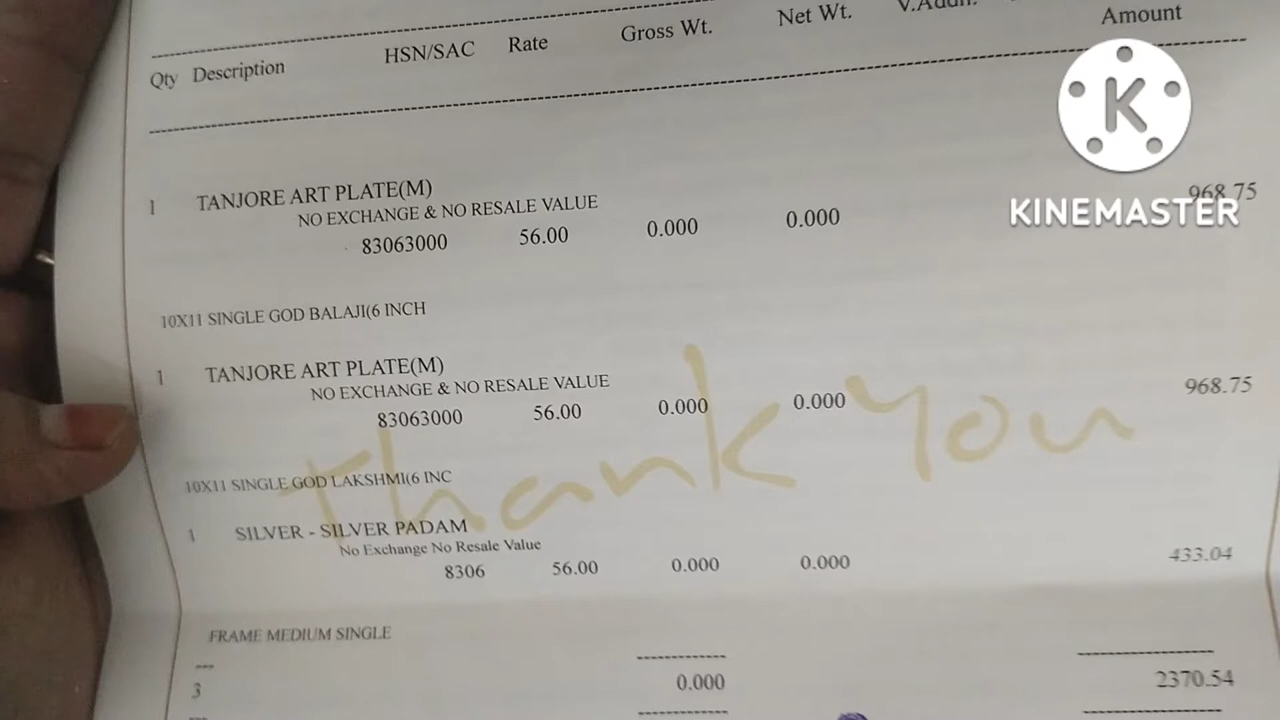 Qty Description HSN/SAC Rate Gross Wt. Net Wt. V.Addn. Amount
K
KINEMASTER
1 TANJORE ART PLATE(M) 968.75
NO EXCHANGE & NO RESALE VALUE
83063000 56.00 0.000 0.000
10X11 SINGLE GOD BALAJI(6 INCH
1 TANJORE ART PLATE(M)
NO EXCHANGE & NO RESALE VALUE 968.75
83063000 56.00 0.000 0.000
Thank You
10X11 SINGLE GOD LAKSHMI(6 INC
1 SILVER - SILVER PADAM
No Exchange No Resale Value
8306 56.00 0.000 0.000 433.04
FRAME MEDIUM SINGLE
3 0.000 2370.54